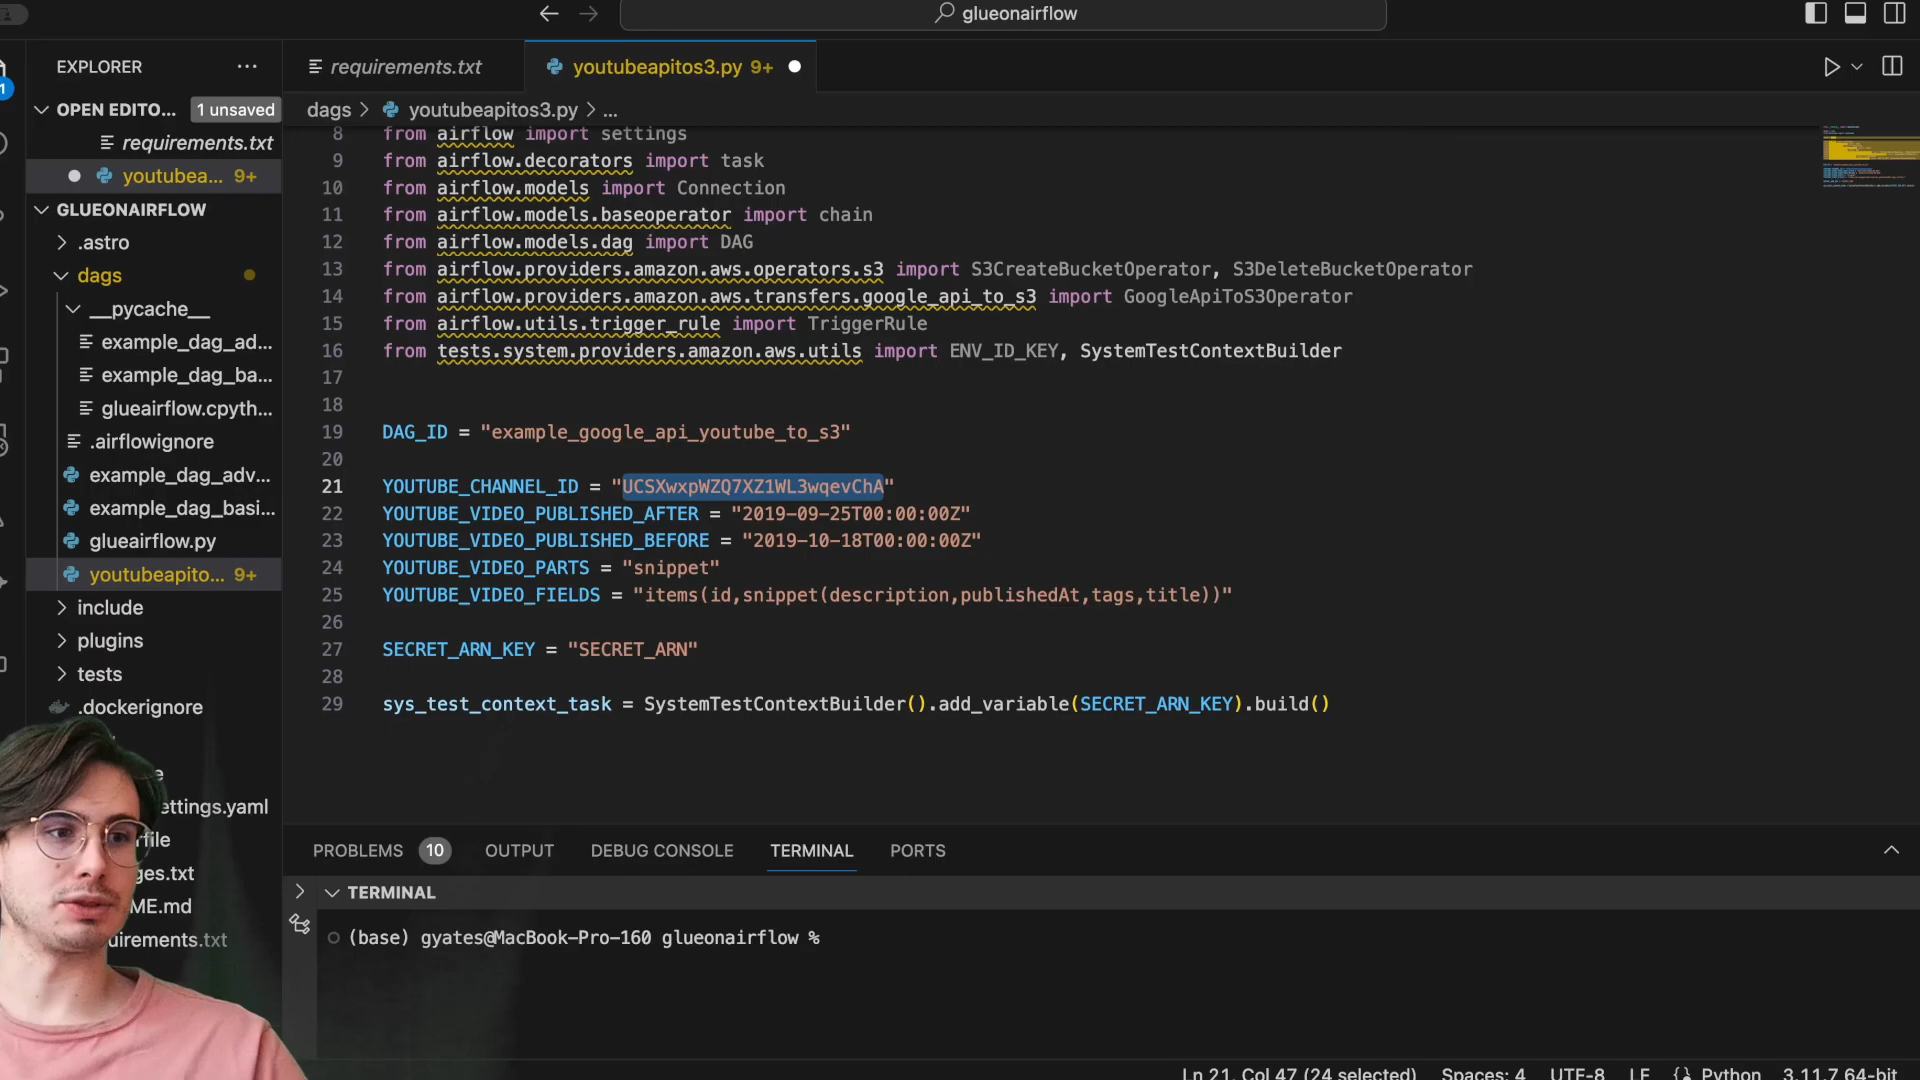 glueonairflow
EXPLORER
requirements.txt
youtubeapitos3.py 9+
OPEN EDITO... 1 unsaved
requirements.txt
youtubea... 9+
GLUEONAIRFLOW
.astro
dags
__pycache__
example_dag_ad...
example_dag_ba...
glueairflow.cpyth...
.airflowignore
example_dag_adv...
example_dag_basi...
glueairflow.py
youtubeapito... 9+
include
plugins
tests
.dockerignore
ettings.yaml
ges.txt
uirements.txt
1
dags > youtubeapitos3.py > ...
8 from airflow import settings
9 from airflow.decorators import task
10 from airflow.models import Connection
11 from airflow.models.baseoperator import chain
12 from airflow.models.dag import DAG
13 from airflow.providers.amazon.aws.operators.s3 import S3CreateBucketOperator, S3DeleteBucketOperator
14 from airflow.providers.amazon.aws.transfers.google_api_to_s3 import GoogleApiToS3Operator
15 from airflow.utils.trigger_rule import TriggerRule
16 from tests.system.providers.amazon.aws.utils import ENV_ID_KEY, SystemTestContextBuilder
17
18
19 DAG_ID = "example_google_api_youtube_to_s3"
20
21 YOUTUBE_CHANNEL_ID = "UCSXwxpWZQ7XZ1WL3wqevChA"
22 YOUTUBE_VIDEO_PUBLISHED_AFTER = "2019-09-25T00:00:00Z"
23 YOUTUBE_VIDEO_PUBLISHED_BEFORE = "2019-10-18T00:00:00Z"
24 YOUTUBE_VIDEO_PARTS = "snippet"
25 YOUTUBE_VIDEO_FIELDS = "items(id,snippet(description,publishedAt,tags,title))"
26
27 SECRET_ARN_KEY = "SECRET_ARN"
28
29 sys_test_context_task = SystemTestContextBuilder().add_variable(SECRET_ARN_KEY).build()
PROBLEMS 10 OUTPUT DEBUG CONSOLE TERMINAL PORTS
TERMINAL
(base) gyates@MacBook-Pro-160 glueonairflow %
Ln 21, Col 47 (24 selected) Spaces: 4 UTF-8 LF {} Python 3.11.7 64-bit